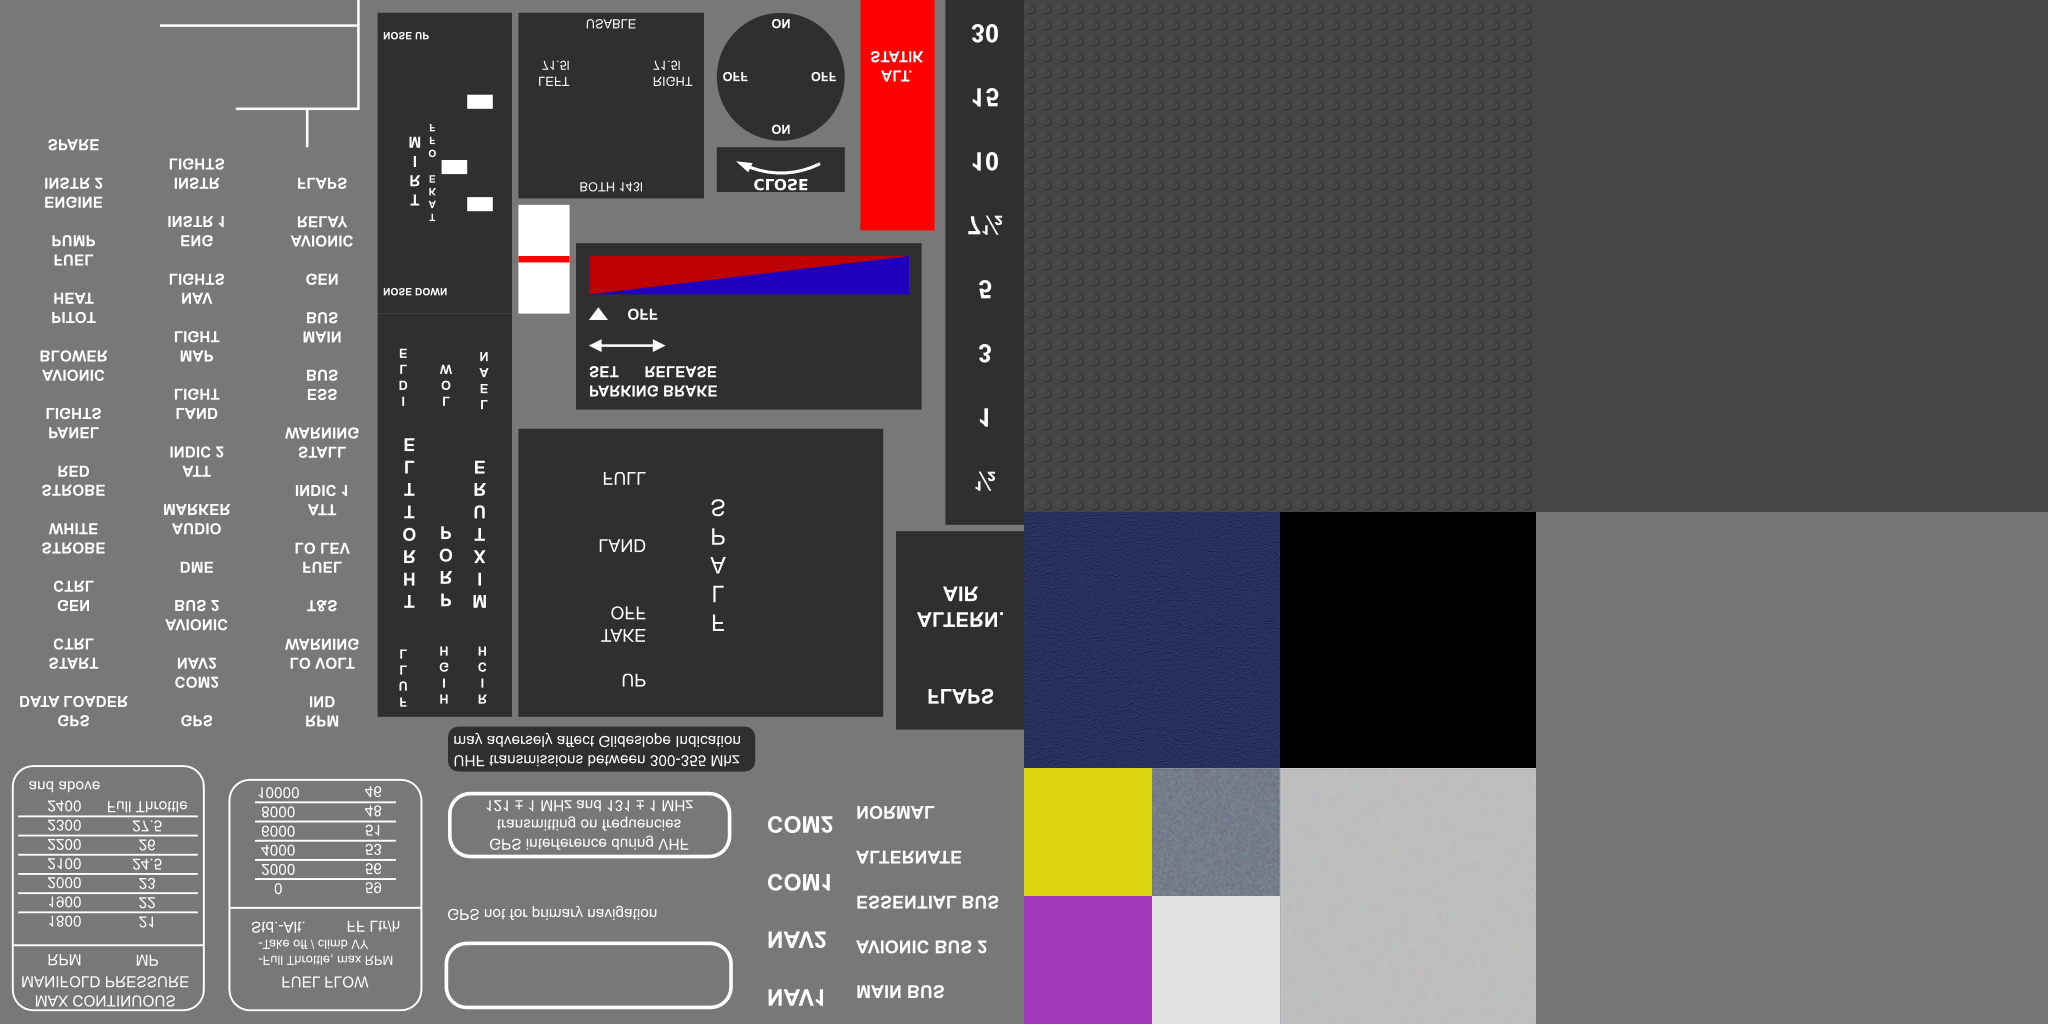 MAX CONTINUOUS
MANIFOLD PRESSURE
RPM MP
1800 21
1900 22
2000 23
2100 24.5
2200 26
2300 27.5
2400 Full Throttle
and above
FUEL FLOW
-Full Throttle, max RPM
-Take off / climb VY
Std.-Alt. FF Ltr/h
0 59
2000 56
4000 53
6000 51
8000 48
10000 46
GPS not for primary navigation
GPS interference during VHF
transmitting on frequencies
121 ± 1 MHz and 131 ± 1 MHz
UHF transmissions between 300-355 Mhz
may adversely affect Glideslope Indication
NAV1
NAV2
COM1
COM2
MAIN BUS
AVIONIC BUS 2
ESSENTIAL BUS
ALTERNATE
NORMAL
GPS
DATA LOADER
START
CTRL
GEN
CTRL
STROBE
WHITE
STROBE
RED
PANEL
LIGHTS
AVIONIC
BLOWER
PITOT
HEAT
FUEL
PUMP
ENGINE
INSTR 2
SPARE
GPS
COM2
NAV2
AVIONIC
BUS 2
DME
AUDIO
MARKER
ATT
INDIC 2
LAND
LIGHT
MAP
LIGHT
NAV
LIGHTS
ENG
INSTR 1
INSTR
LIGHTS
RPM
IND
LO VOLT
WARNING
T&S
FUEL
LO LEV
ATT
INDIC 1
STALL
WARNING
ESS
BUS
MAIN
BUS
GEN
AVIONIC
RELAY
FLAPS
FULL
THROTTLE
IDLE
HIGH
PROP
LOW
RICH
MIXTURE
LEAN
NOSE DOWN
TRIM
TAKE OFF
NOSE UP
UP
TAKE
OFF
LAND
FULL
FLAPS
FLAPS
ALTERN.
AIR
PARKING BRAKE
SET RELEASE
OFF
BOTH 143l
LEFT
71.5l
RIGHT
71.5l
USABLE
CLOSE
ON
OFF OFF
ON
ALT.
STATIK
½
1
3
5
7½
10
15
30